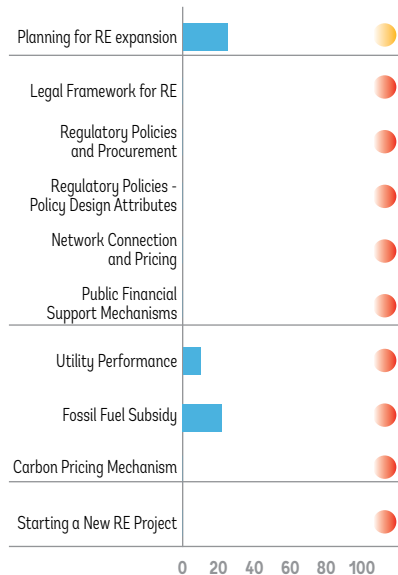 Planning for RE expansion
Legal Framework for RE
Regulatory Policies
and Procurement
Regulatory Policies -
Policy Design Attributes
Network Connection
and Pricing
Public Financial
Support Mechanisms
Utility Performance
Fossil Fuel Subsidy
Carbon Pricing Mechanism
Starting a New RE Project
0 20 40 60 80 100